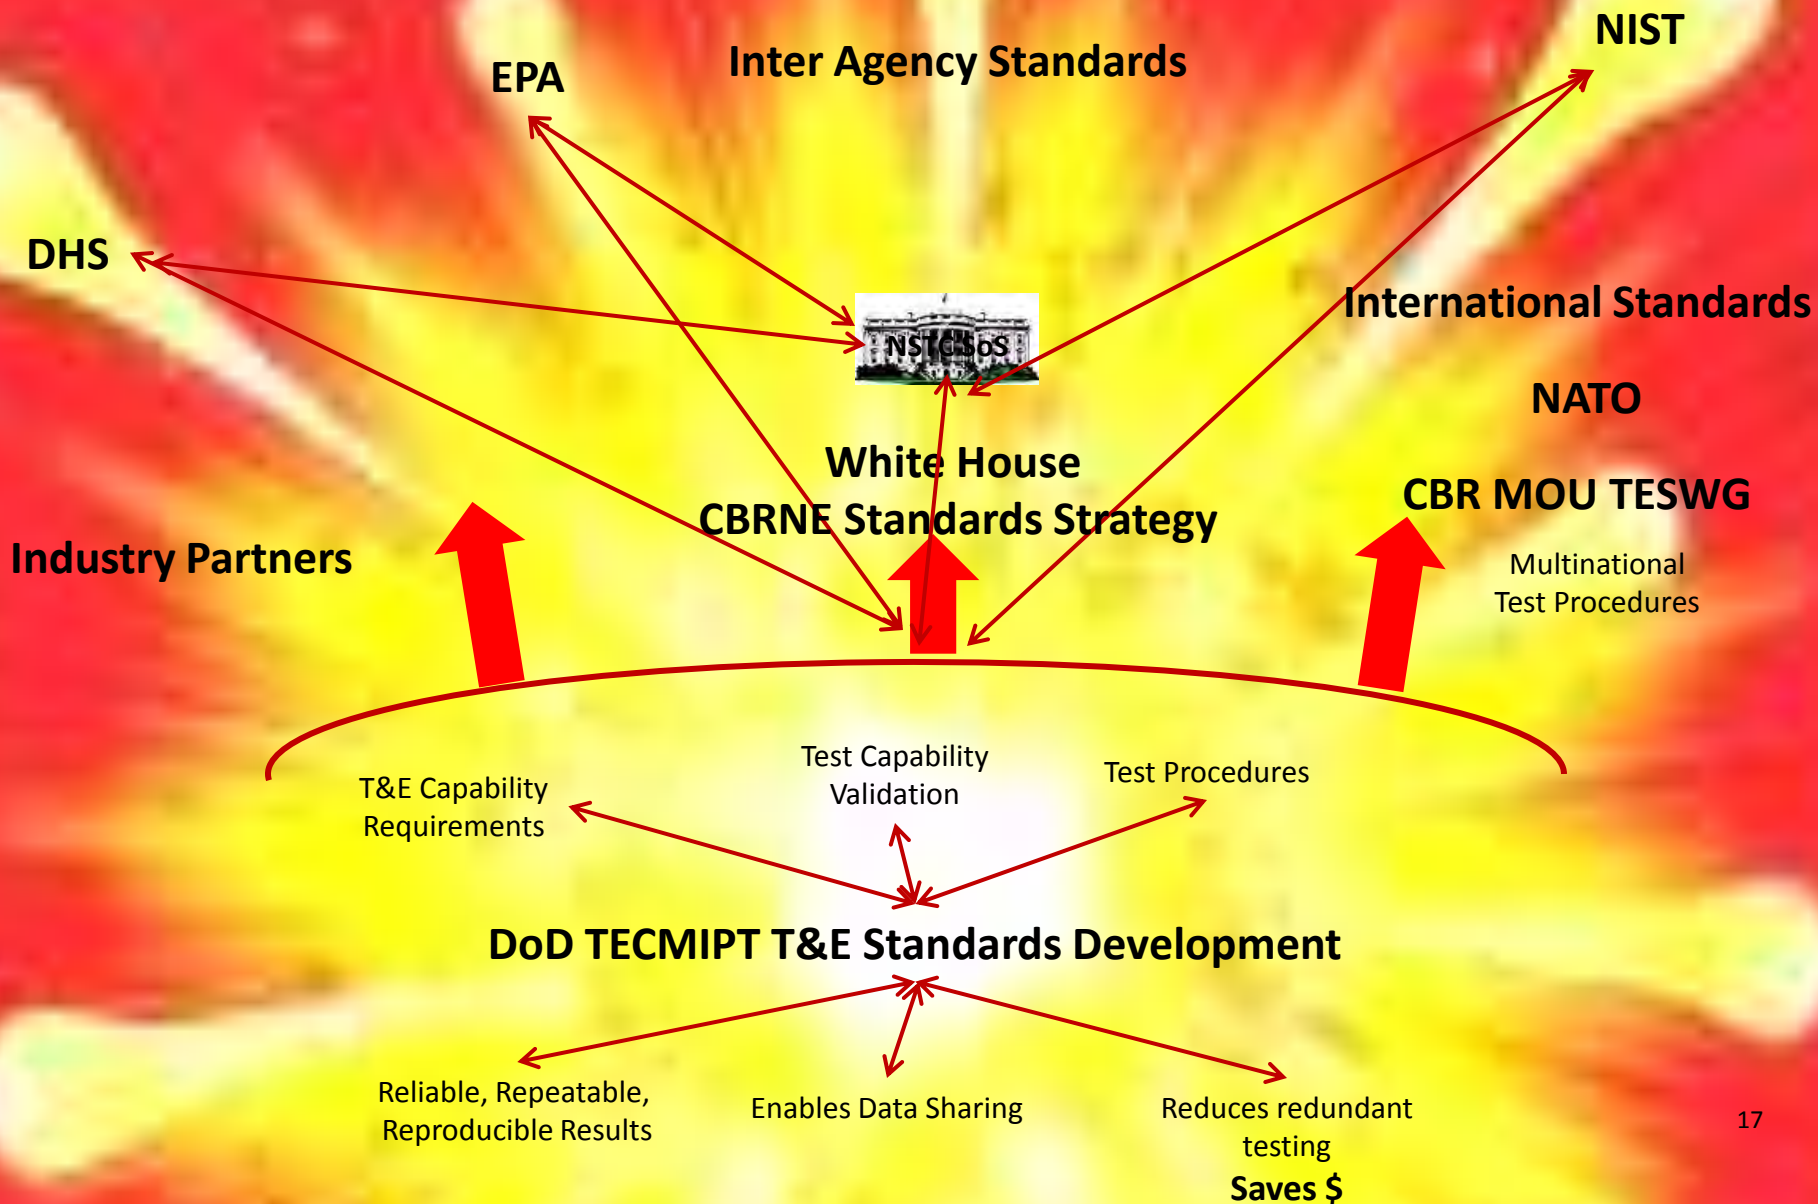 NIST
Inter Agency Standards
EPA
DHS
International Standards
NSTC SoS
NATO
White House
CBRNE Standards Strategy
CBR MOU TESWG
Industry Partners
Multinational
Test Procedures
Test Capability
Validation
Test Procedures
T&E Capability
Requirements
DoD TECMIPT T&E Standards Development
Reliable, Repeatable,
Reproducible Results
Enables Data Sharing
Reduces redundant
testing
Saves $
17